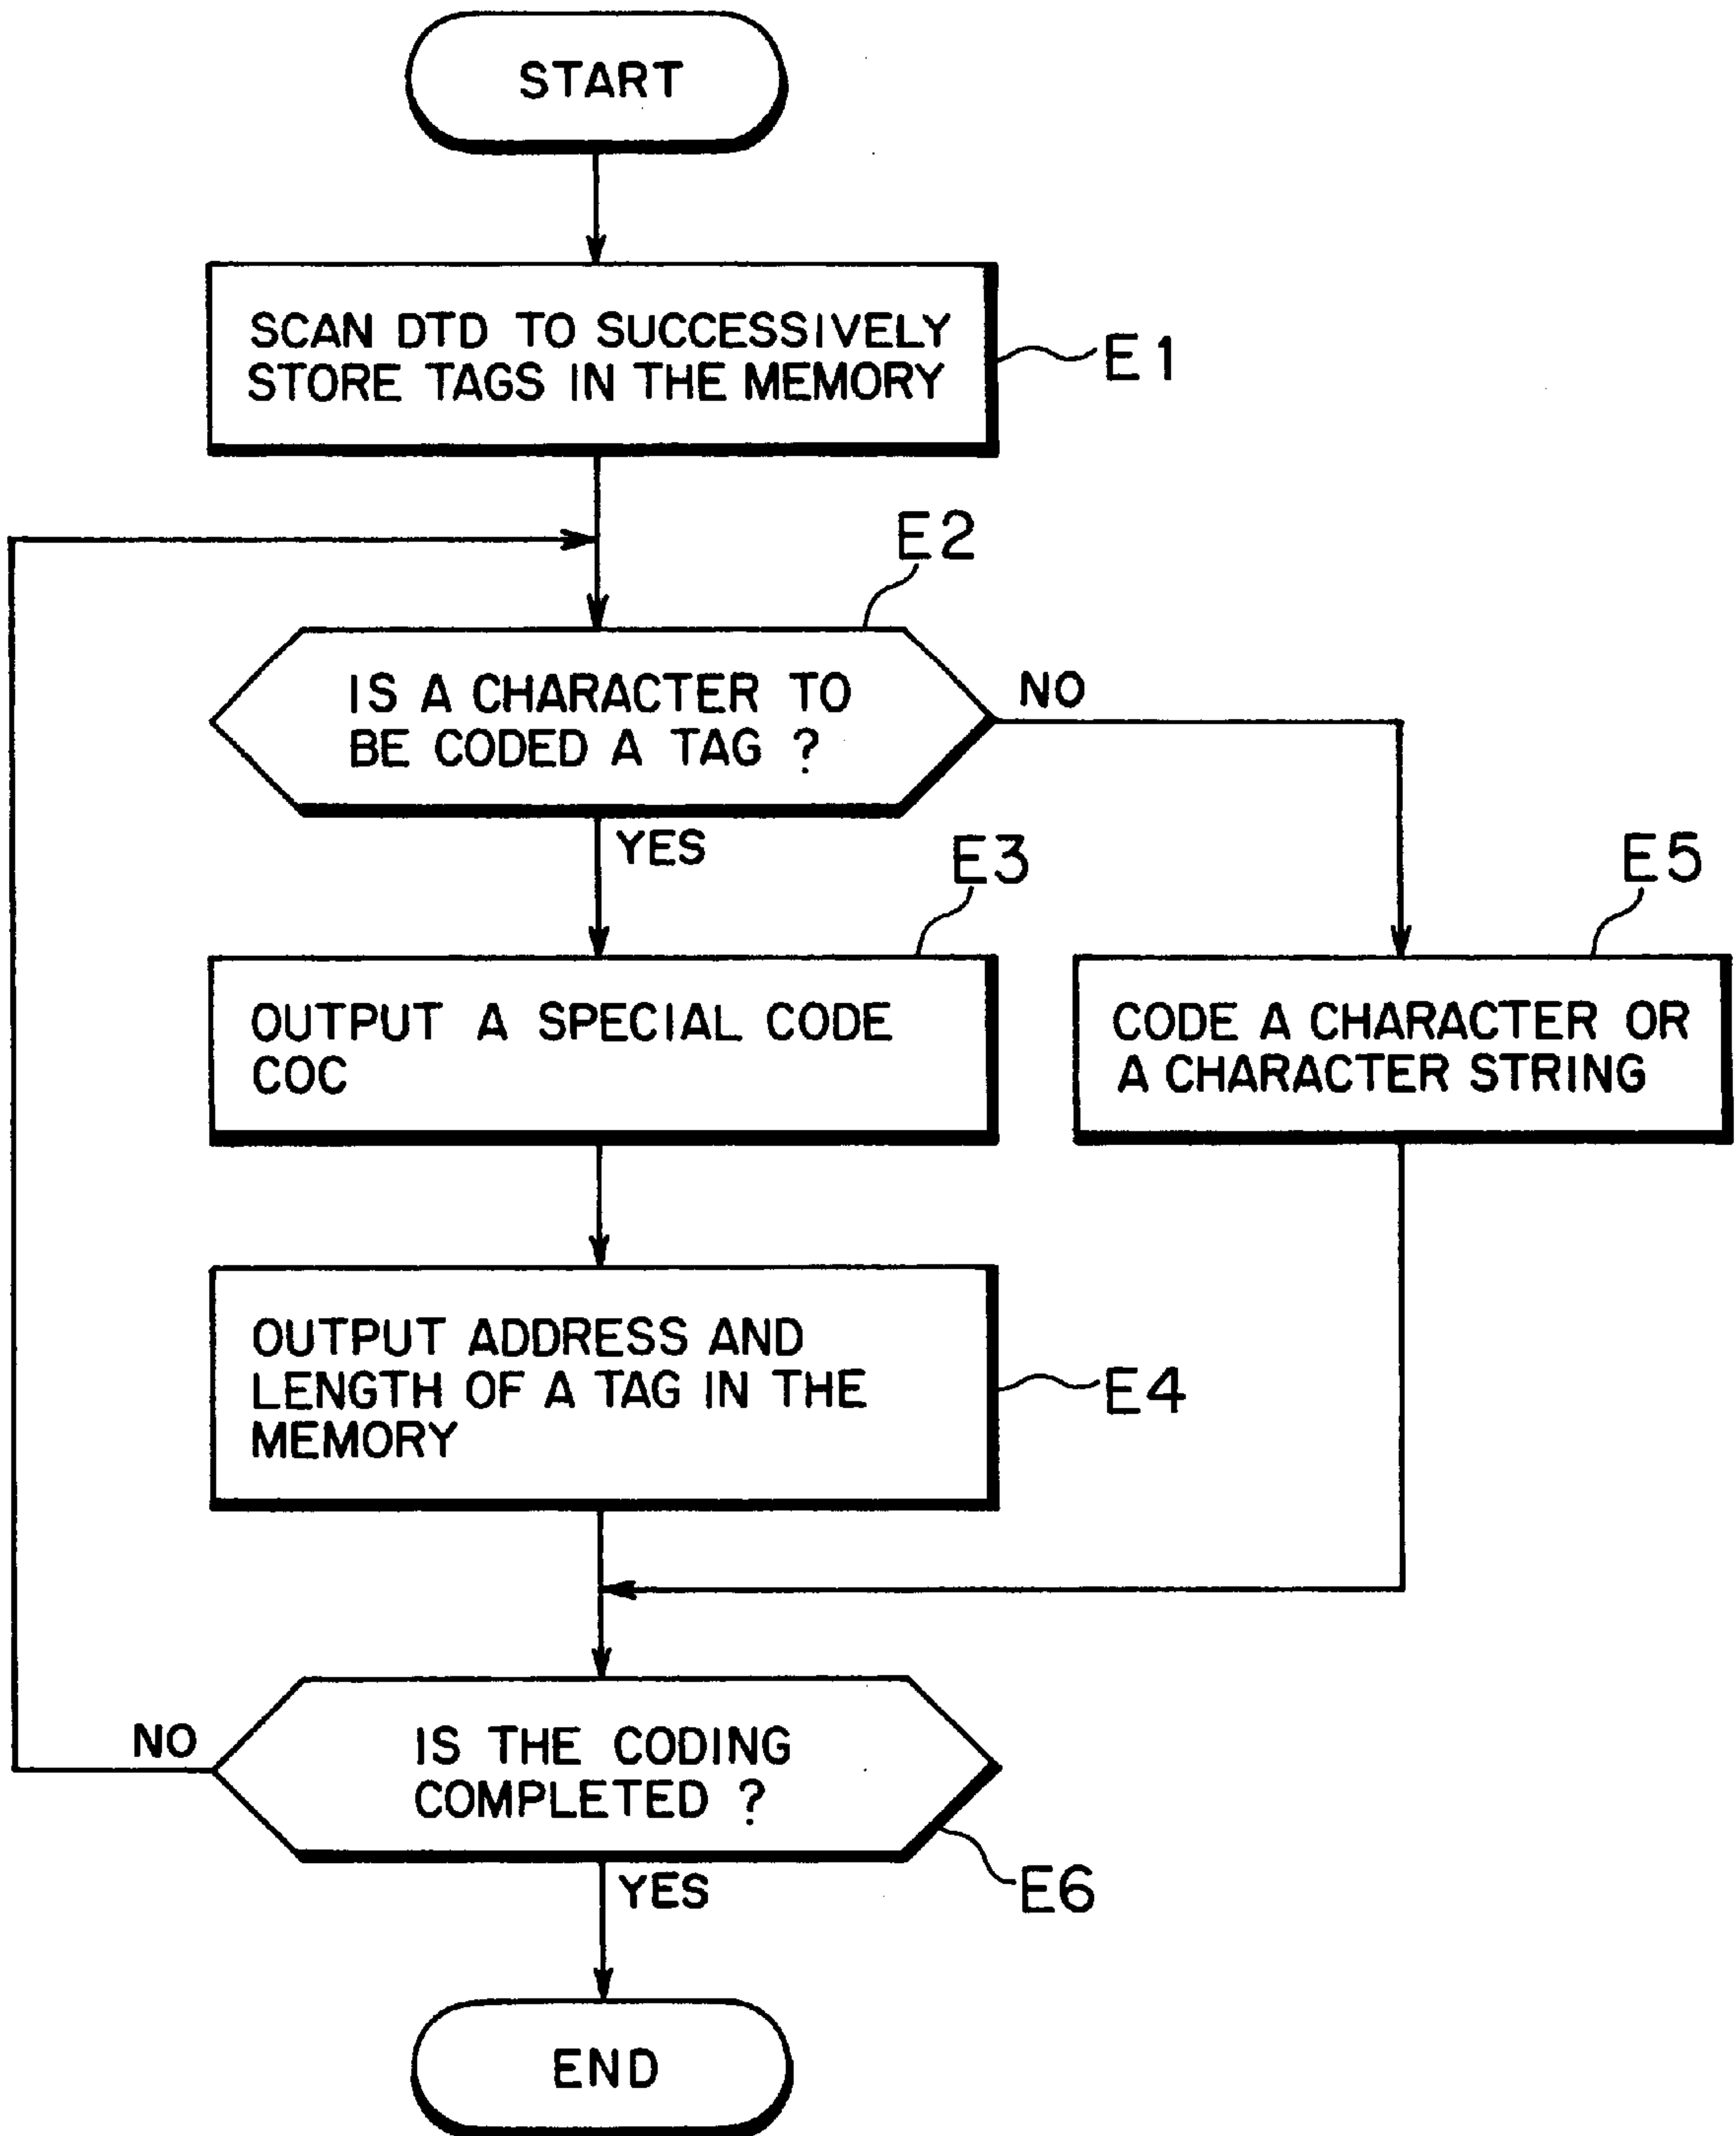 START
SCAN DTD TO SUCCESSIVELY
STORE TAGS IN THE MEMORY
E1
E2
IS A CHARACTER TO
BE CODED A TAG ?
NO
YES
E3
E5
OUTPUT A SPECIAL CODE
COC
CODE A CHARACTER OR
A CHARACTER STRING
OUTPUT ADDRESS AND
LENGTH OF A TAG IN THE
MEMORY
E4
NO
IS THE CODING
COMPLETED ?
E6
YES
END